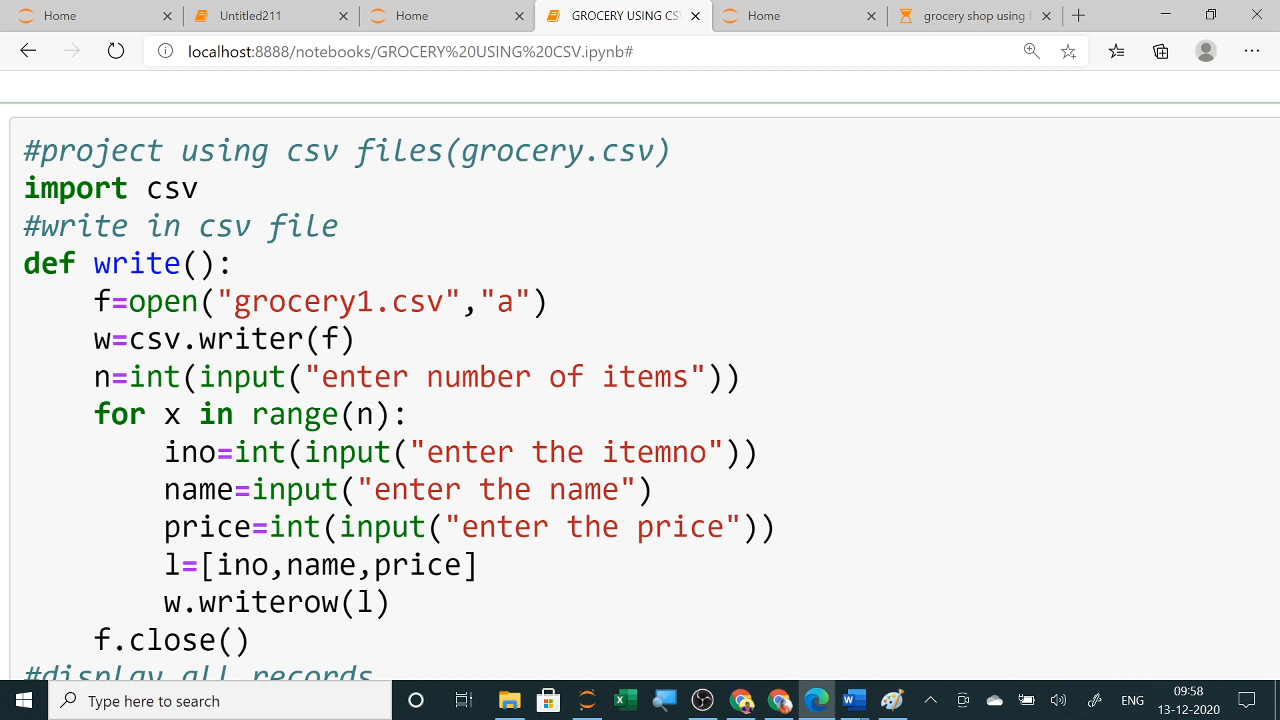 Home
Untitled211
Home
GROCERY USING CS
Home
grocery shop using
localhost:8888/notebooks/GROCERY%20USING%20CSV.ipynb#
#project using csv files(grocery.csv)
import csv
#write in csv file
def write():
    f=open("grocery1.csv","a")
    w=csv.writer(f)
    n=int(input("enter number of items"))
    for x in range(n):
        ino=int(input("enter the itemno"))
        name=input("enter the name")
        price=int(input("enter the price"))
        l=[ino,name,price]
        w.writerow(l)
    f.close()
#display all records
Type here to search
ENG
09:58
13-12-2020